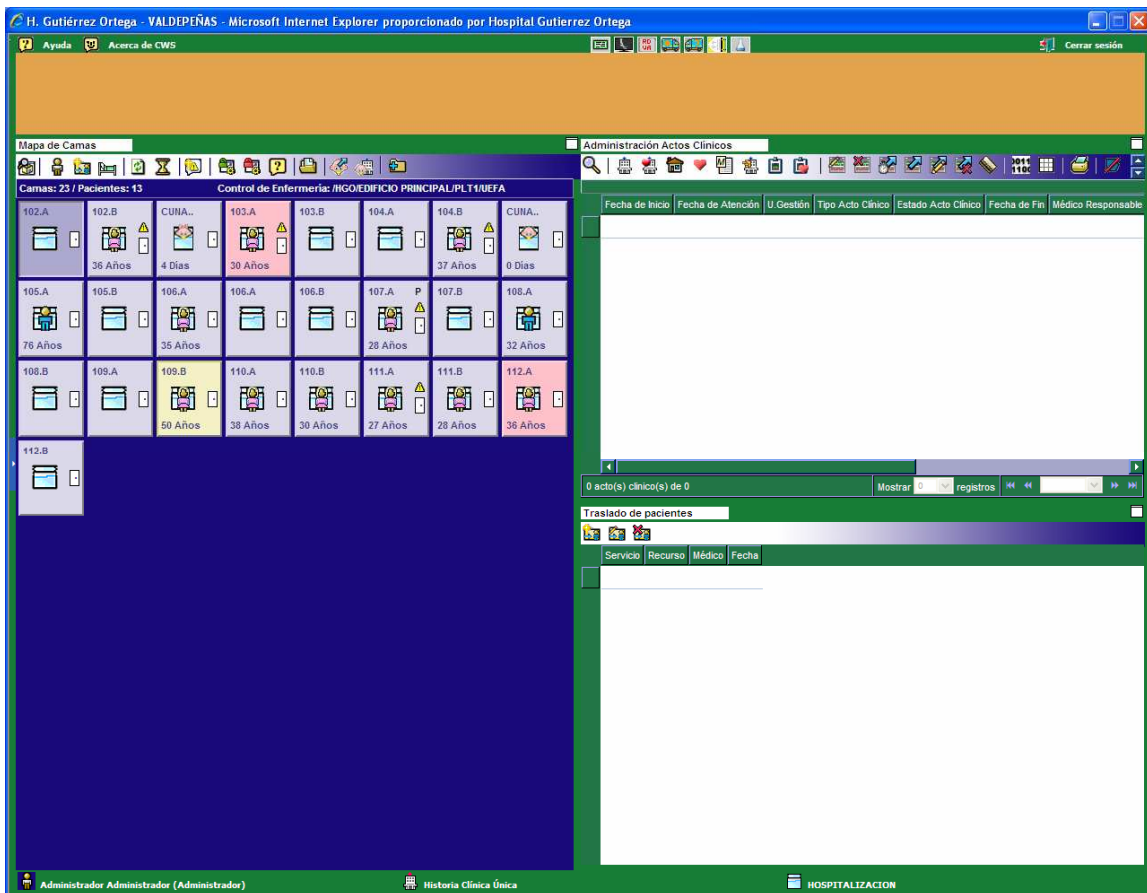 H. Gutiérrez Ortega - VALDEPEÑAS - Microsoft Internet Explorer proporcionado por Hospital Gutierrez Ortega
Ayuda Acerca de CWS Cerrar sesión
Mapa de Camas
Camas: 23 / Pacientes: 13 Control de Enfermería: /HGO/EDIFICIO PRINCIPAL/PLT1/UEFA
102.A 102.B CUNA.. 103.A 103.B 104.A 104.B CUNA..
36 Años 4 Dias 30 Años 37 Años 0 Dias
105.A 105.B 106.A 106.A 106.B 107.A P 107.B 108.A
76 Años 35 Años 28 Años 32 Años
108.B 109.A 109.B 110.A 110.B 111.A 111.B 112.A
50 Años 38 Años 30 Años 27 Años 28 Años 36 Años
112.B
Administración Actos Clínicos
Fecha de Inicio Fecha de Atención U.Gestión Tipo Acto Clínico Estado Acto Clínico Fecha de Fin Médico Responsable
0 acto(s) clinico(s) de 0 Mostrar 0 registros
Traslado de pacientes
Servicio Recurso Médico Fecha
Administrador Administrador (Administrador) Historia Clínica Única HOSPITALIZACION